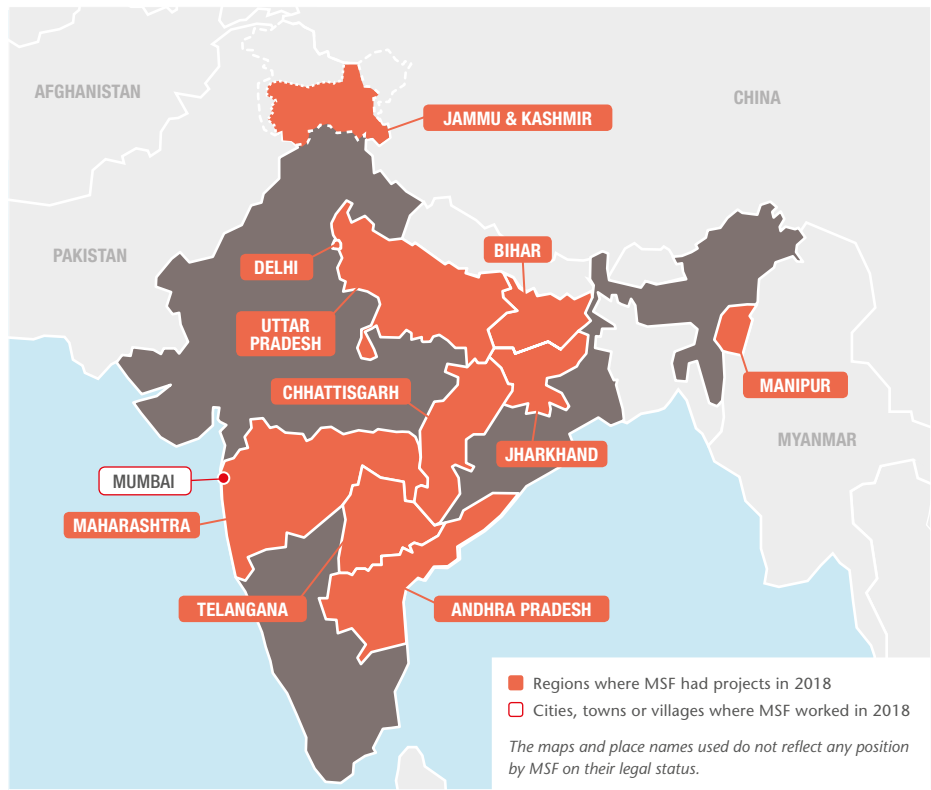 AFGHANISTAN
CHINA
JAMMU & KASHMIR
PAKISTAN
BIHAR
DELHI
UTTAR
PRADESH
CHHATTISGARH
MANIPUR
MYANMAR
JHARKHAND
MUMBAI
MAHARASHTRA
TELANGANA
ANDHRA PRADESH
Regions where MSF had projects in 2018
Cities, towns or villages where MSF worked in 2018
The maps and place names used do not reflect any position
by MSF on their legal status.